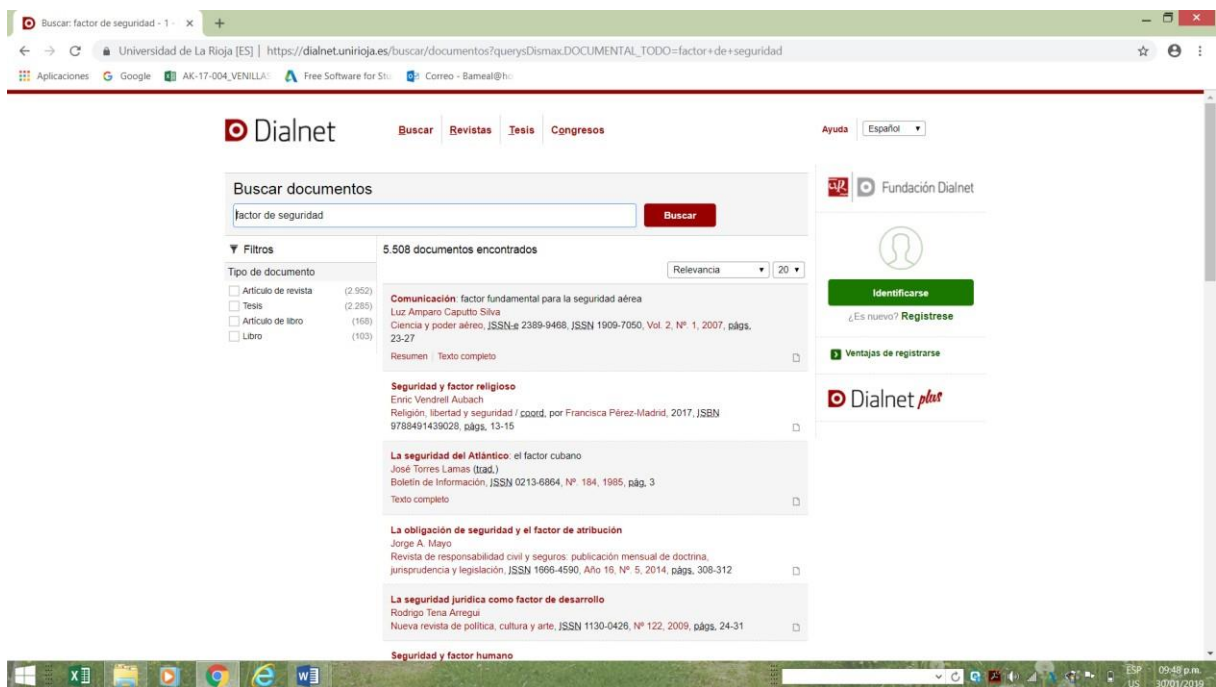 Buscar: factor de seguridad - 1 -
Universidad de La Rioja [ES] | https://dialnet.unirioja.es/buscar/documentos?querysDismax.DOCUMENTAL_TODO=factor+de+seguridad
Aplicaciones Google AK-17-004_VENILLA Free Software for Stu Correo - Bameal@ho
Dialnet
Buscar Revistas Tesis Congresos
Ayuda Español
Buscar documentos
factor de seguridad Buscar
Fundación Dialnet
Filtros
Tipo de documento
Artículo de revista (2.952)
Tesis (2.285)
Artículo de libro (168)
Libro (103)
5.508 documentos encontrados
Relevancia 20
Comunicación: factor fundamental para la seguridad aérea
Luz Amparo Caputto Silva
Ciencia y poder aéreo, ISSN-e 2389-9468, ISSN 1909-7050, Vol. 2, Nº. 1, 2007, págs.
23-27
Resumen Texto completo
Seguridad y factor religioso
Enric Vendrell Aubach
Religión, libertad y seguridad / coord. por Francisca Pérez-Madrid, 2017, ISBN
9788491439028, págs. 13-15
La seguridad del Atlántico: el factor cubano
José Torres Lamas (trad.)
Boletín de Información, ISSN 0213-6864, Nº. 184, 1985, pág. 3
Texto completo
La obligación de seguridad y el factor de atribución
Jorge A. Mayo
Revista de responsabilidad civil y seguros: publicación mensual de doctrina,
jurisprudencia y legislación, ISSN 1666-4590, Año 16, Nº. 5, 2014, págs. 308-312
La seguridad jurídica como factor de desarrollo
Rodrigo Tena Arregui
Nueva revista de política, cultura y arte, ISSN 1130-0426, Nº 122, 2009, págs. 24-31
Seguridad y factor humano
Identificarse
¿Es nuevo? Regístrese
Ventajas de registrarse
Dialnet plus
ESP 09:48 p.m.
US 30/01/2019